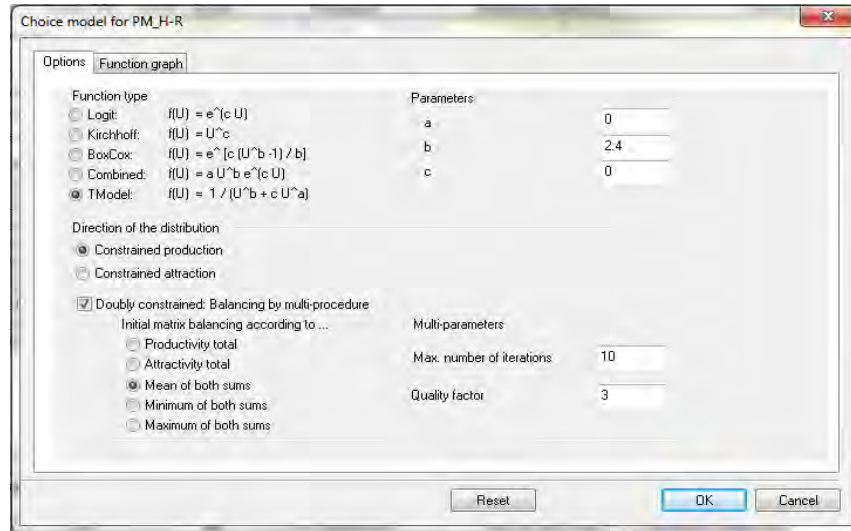 Choice model for PM_H-R
Options Function graph
Function type Parameters
Logit: f(U) = e^(c U) a 0
Kirchhoff: f(U) = U^c b 2.4
BoxCox: f(U) = e^ [c (U^b -1) / b] c 0
Combined: f(U) = a U^b e^(c U)
TModel: f(U) = 1 / (U^b + c U^a)
Direction of the distribution
Constrained production
Constrained attraction
Doubly constrained: Balancing by multi-procedure
Initial matrix balancing according to ... Multi-parameters
Productivity total
Attractivity total Max. number of iterations 10
Mean of both sums
Minimum of both sums Quality factor 3
Maximum of both sums
Reset OK Cancel